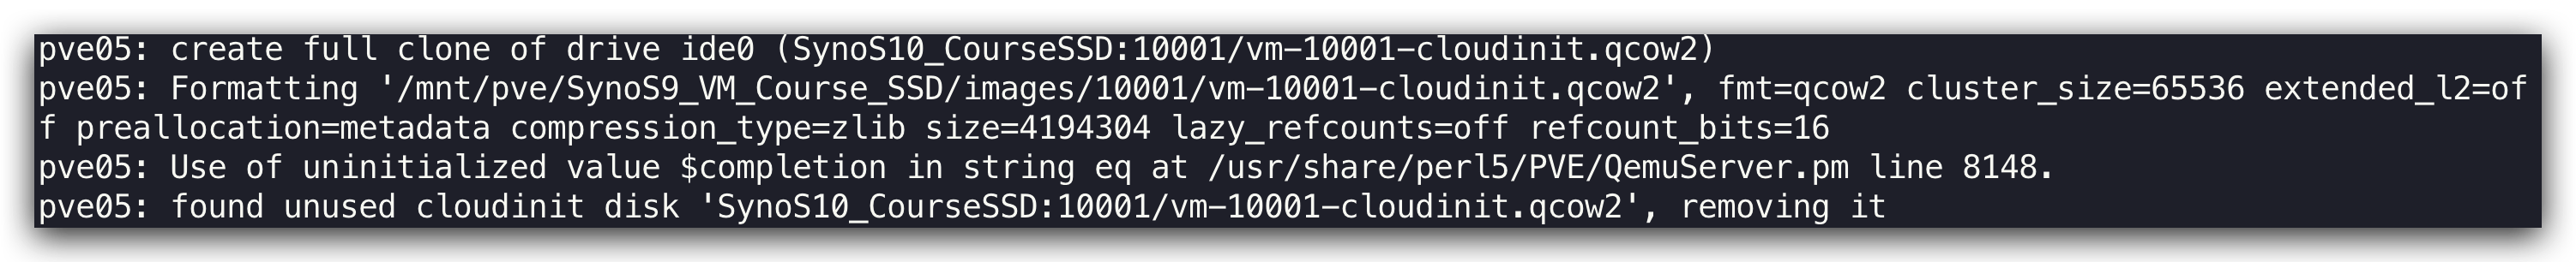 pve05: create full clone of drive ide0 (SynoS10_CourseSSD:10001/vm-10001-cloudinit.qcow2)
pve05: Formatting '/mnt/pve/SynoS9_VM_Course_SSD/images/10001/vm-10001-cloudinit.qcow2', fmt=qcow2 cluster_size=65536 extended_l2=of
f preallocation=metadata compression_type=zlib size=4194304 lazy_refcounts=off refcount_bits=16
pve05: Use of uninitialized value $completion in string eq at /usr/share/perl5/PVE/QemuServer.pm line 8148.
pve05: found unused cloudinit disk 'SynoS10_CourseSSD:10001/vm-10001-cloudinit.qcow2', removing it